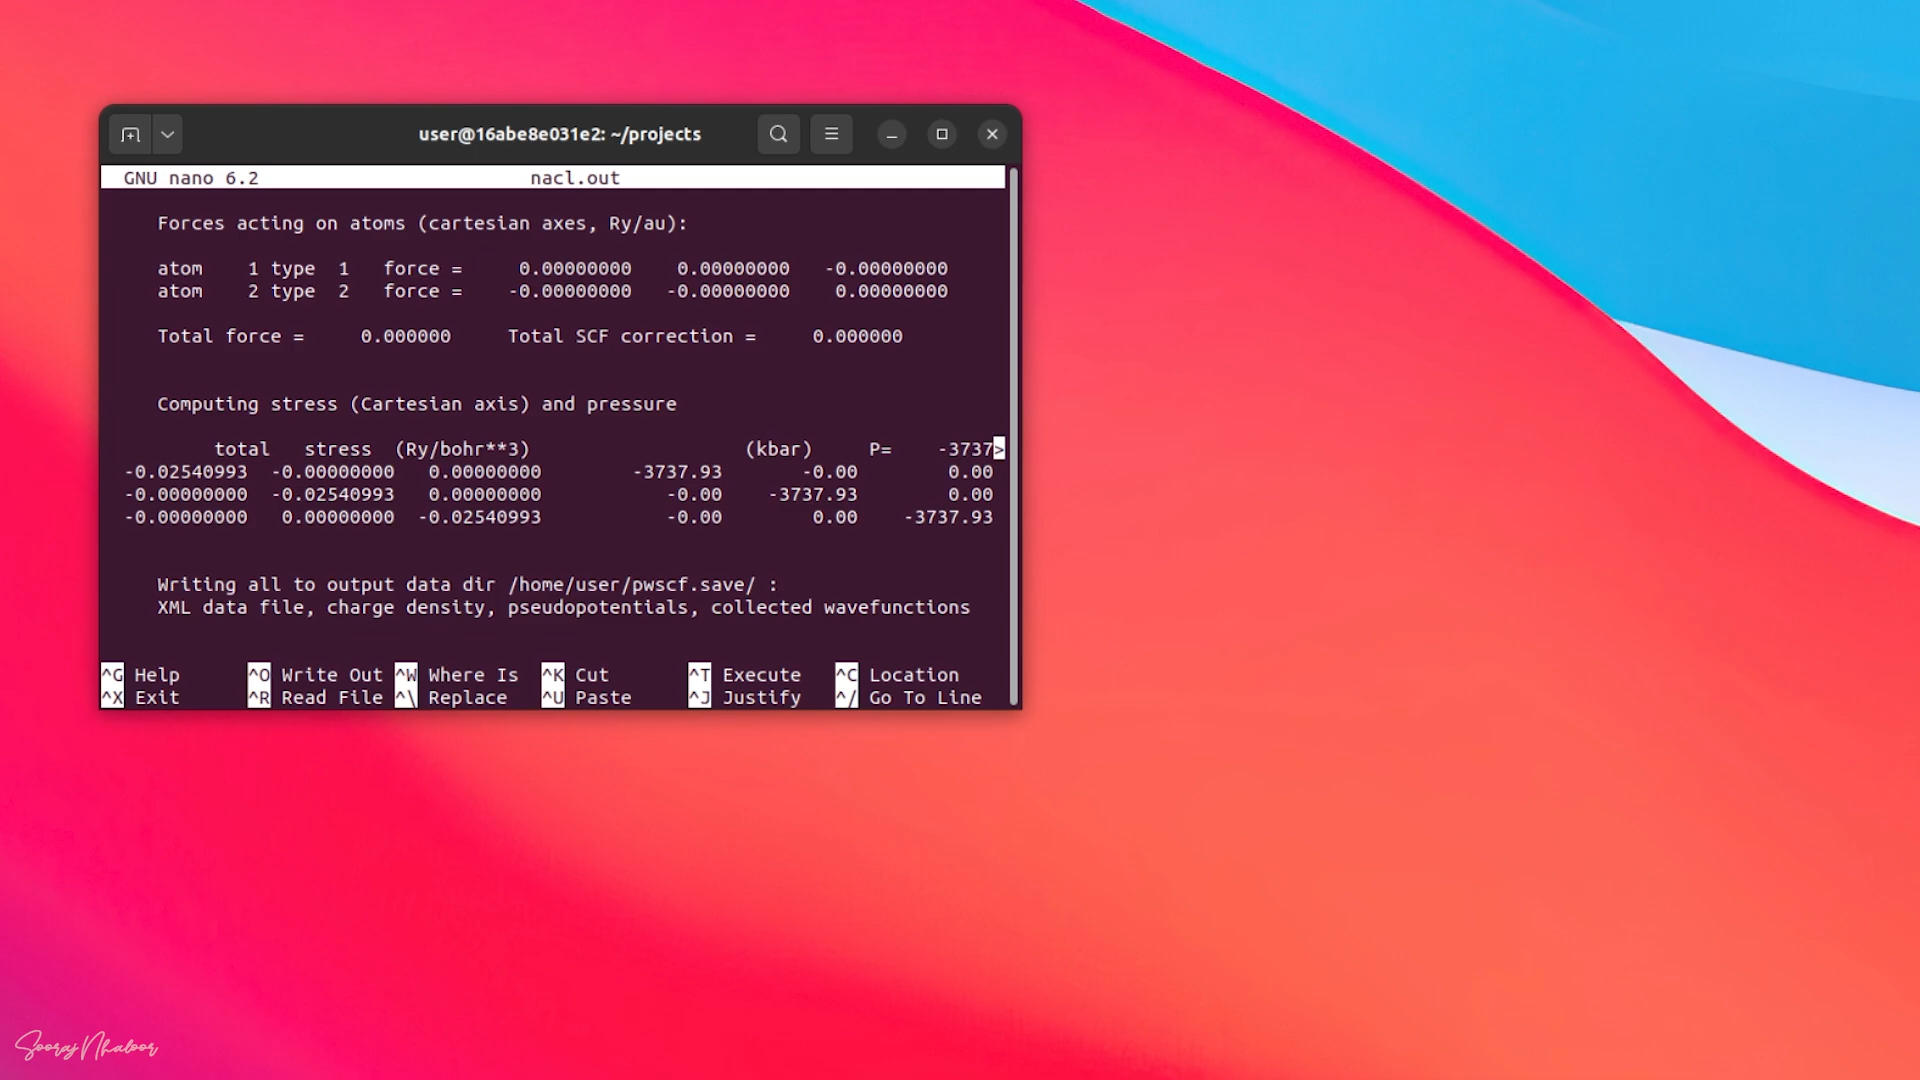 user@16abe8e031e2: ~/projects
GNU nano 6.2 nacl.out
Forces acting on atoms (cartesian axes, Ry/au):
atom 1 type 1 force = 0.00000000 0.00000000 -0.00000000
atom 2 type 2 force = -0.00000000 -0.00000000 0.00000000
Total force = 0.000000 Total SCF correction = 0.000000
Computing stress (Cartesian axis) and pressure
total stress (Ry/bohr**3) (kbar) P= -3737>
-0.02540993 -0.00000000 0.00000000 -3737.93 -0.00 0.00
-0.00000000 -0.02540993 0.00000000 -0.00 -3737.93 0.00
-0.00000000 0.00000000 -0.02540993 -0.00 0.00 -3737.93
Writing all to output data dir /home/user/pwscf.save/ :
XML data file, charge density, pseudopotentials, collected wavefunctions
^G Help ^O Write Out ^W Where Is ^K Cut ^T Execute ^C Location
^X Exit ^R Read File ^\ Replace ^U Paste ^J Justify ^/ Go To Line
Sooraj Nhaloor